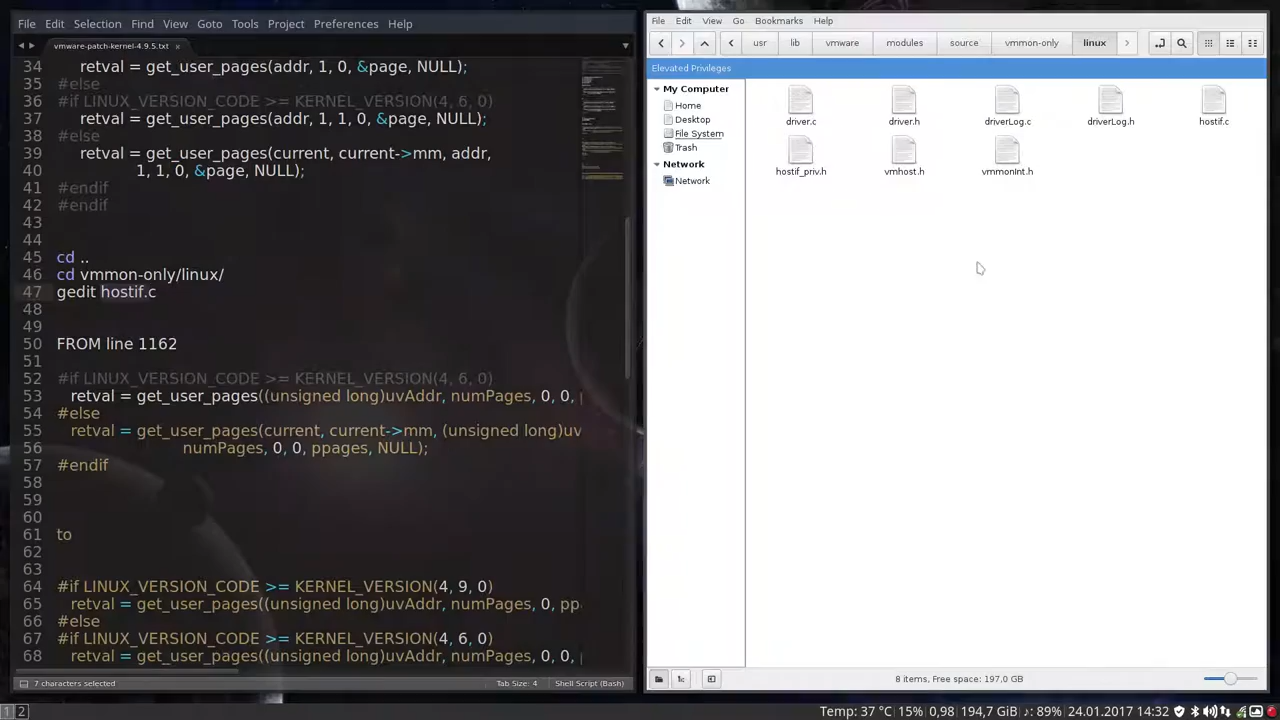 File Edit Selection Find View Goto Tools Project Preferences Help
vmware-patch-kernel-4.9.5.txt ×
34 retval = get_user_pages(addr, 1, 0, &page, NULL);
35 #else
36 #if LINUX_VERSION_CODE >= KERNEL_VERSION(4, 6, 0)
37 retval = get_user_pages(addr, 1, 1, 0, &page, NULL);
38 #else
39 retval = get_user_pages(current, current->mm, addr,
40 1, 1, 0, &page, NULL);
41 #endif
42 #endif
43
44
45 cd ..
46 cd vmmon-only/linux/
47 gedit hostif.c
48
49
50 FROM line 1162
51
52 #if LINUX_VERSION_CODE >= KERNEL_VERSION(4, 6, 0)
53 retval = get_user_pages((unsigned long)uvAddr, numPages, 0, 0,
54 #else
55 retval = get_user_pages(current, current->mm, (unsigned long)uv
56 numPages, 0, 0, ppages, NULL);
57 #endif
58
59
60
61 to
62
63
64 #if LINUX_VERSION_CODE >= KERNEL_VERSION(4, 9, 0)
65 retval = get_user_pages((unsigned long)uvAddr, numPages, 0, pp
66 #else
67 #if LINUX_VERSION_CODE >= KERNEL_VERSION(4, 6, 0)
68 retval = get_user_pages((unsigned long)uvAddr, numPages, 0, 0,
7 characters selected Tab Size: 4 Shell Script (Bash)
File Edit View Go Bookmarks Help
usr lib vmware modules source vmmon-only linux
Elevated Privileges
My Computer
Home
Desktop
File System
Trash
Network
Network
driver.c driver.h driverLog.c driverLog.h hostif.c
hostif_priv.h vmhost.h vmmonInt.h
8 items, Free space: 197,0 GB
1 2
Temp: 37 °C | 15% | 0,98 | 194,7 GiB | ♪: 89% | 24.01.2017 14:32